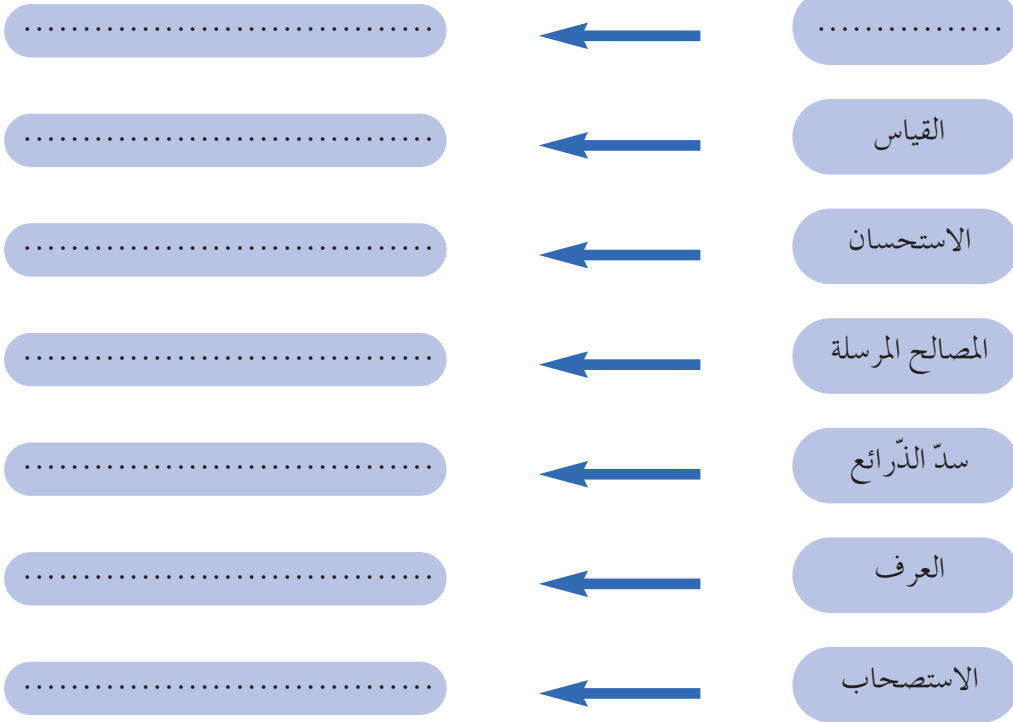 ................ ...................................
القياس ...................................
الاستحسان ...................................
المصالح المرسلة ...................................
سدّ الذّرائع ...................................
العرف ...................................
الاستصحاب ...................................